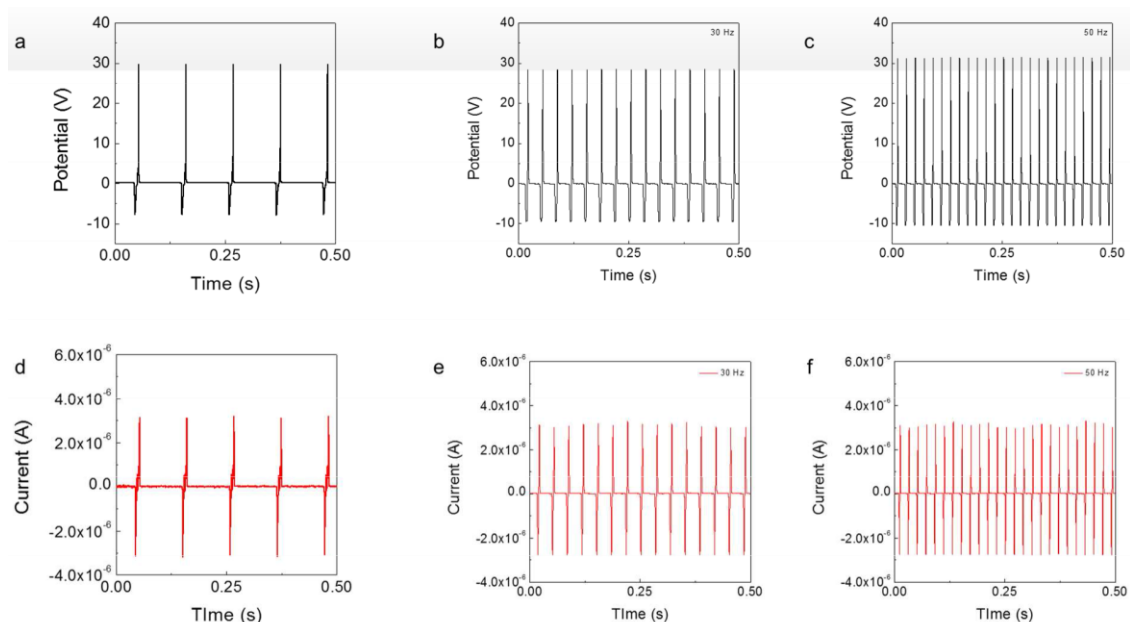 a
40
30
20
10
0
-10
Potential (V)
0.00 0.25 0.50
Time (s)
b
30 Hz
40
30
20
10
0
-10
Potential (V)
0.00 0.25 0.50
Time (s)
c
50 Hz
40
30
20
10
0
-10
Potential (V)
0.00 0.25 0.50
Time (s)
d
6.0x10⁻⁶
4.0x10⁻⁶
2.0x10⁻⁶
0.0
-2.0x10⁻⁶
-4.0x10⁻⁶
Current (A)
0.00 0.25 0.50
TIme (s)
e
30 Hz
6.0x10⁻⁶
4.0x10⁻⁶
2.0x10⁻⁶
0.0
-2.0x10⁻⁶
-4.0x10⁻⁶
Current (A)
0.00 0.25 0.50
TIme (s)
f
50 Hz
6.0x10⁻⁶
4.0x10⁻⁶
2.0x10⁻⁶
0.0
-2.0x10⁻⁶
-4.0x10⁻⁶
Current (A)
0.00 0.25 0.50
TIme (s)